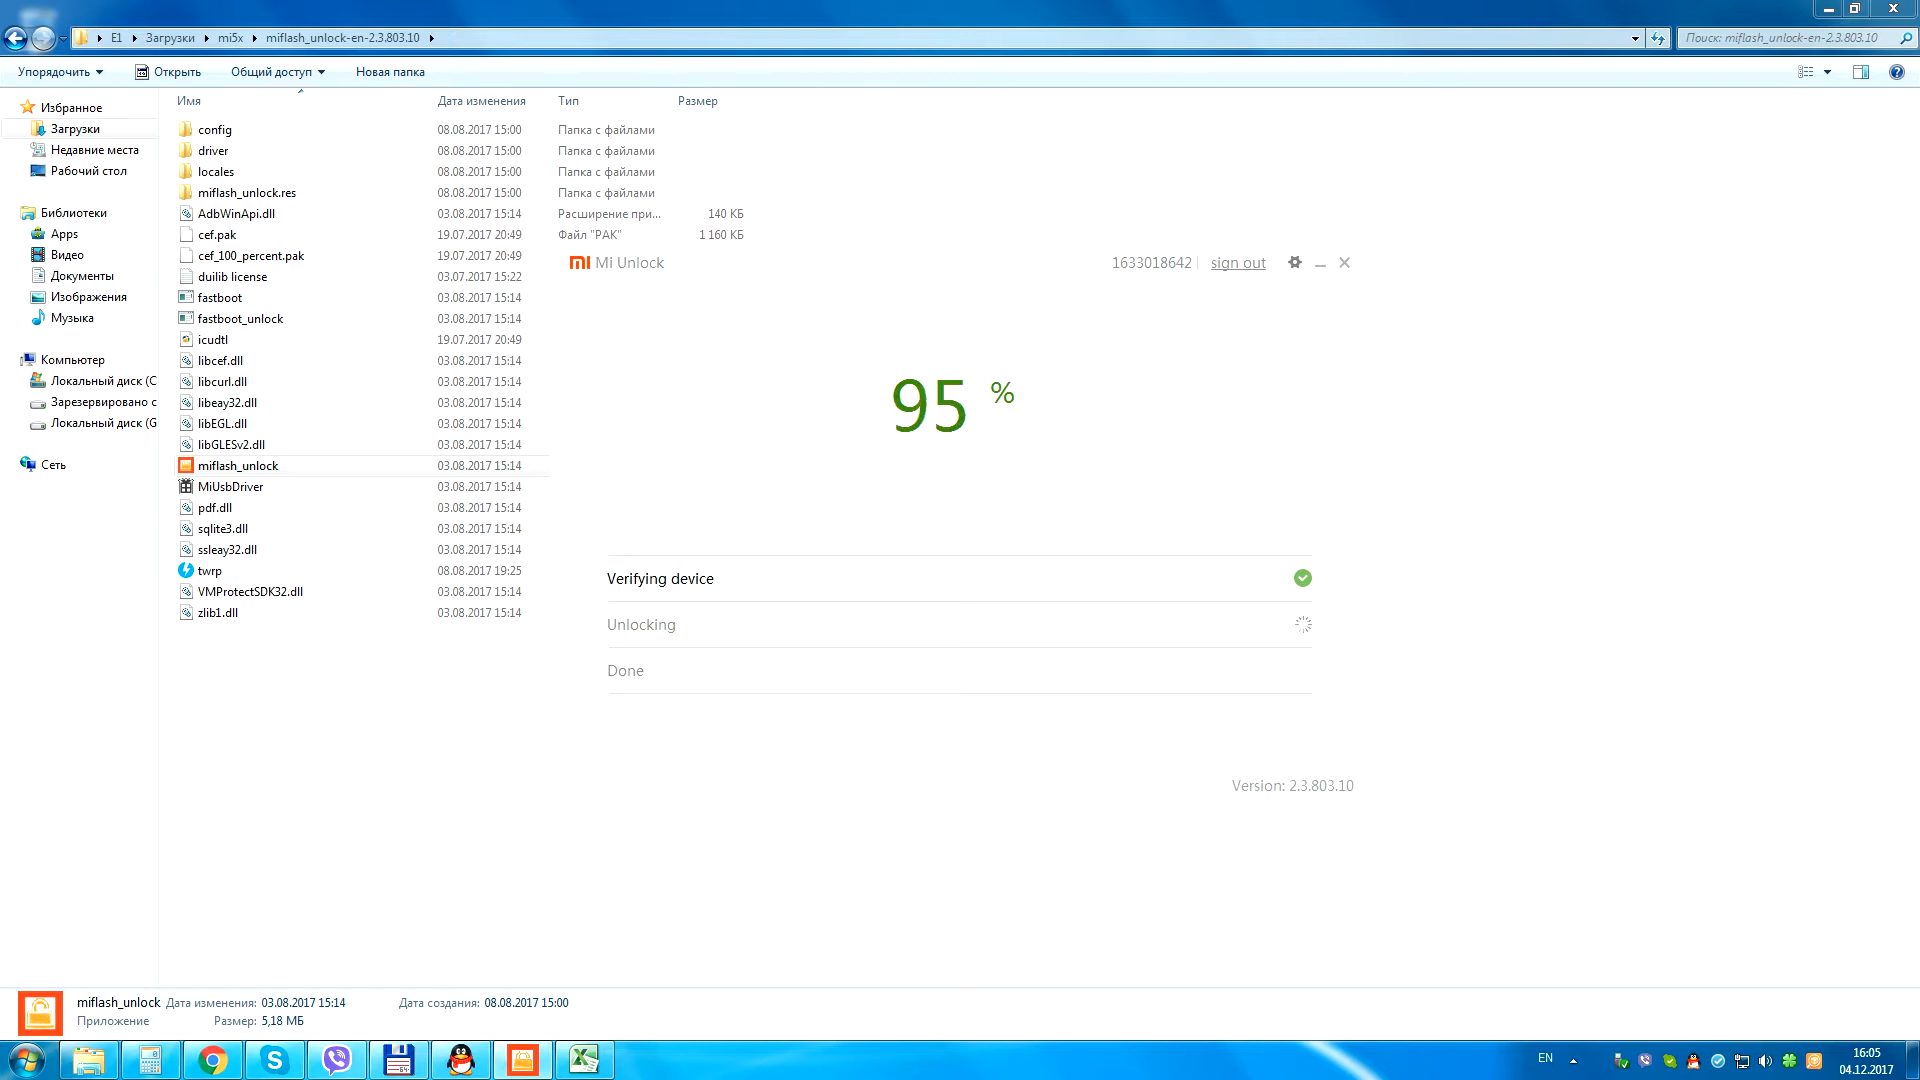 E1 Загрузки mi5x miflash_unlock-en-2.3.803.10
Поиск: miflash_unlock-en-2.3.803.10
Упорядочить Открыть Общий доступ Новая папка
Имя Дата изменения Тип Размер
Избранное
Загрузки
Недавние места
Рабочий стол
Библиотеки
Apps
Видео
Документы
Изображения
Музыка
Компьютер
Локальный диск (C
Зарезервировано с
Локальный диск (G
Сеть
config 08.08.2017 15:00 Папка с файлами
driver 08.08.2017 15:00 Папка с файлами
locales 08.08.2017 15:00 Папка с файлами
miflash_unlock.res 08.08.2017 15:00 Папка с файлами
AdbWinApi.dll 03.08.2017 15:14 Расширение при... 140 КБ
cef.pak 19.07.2017 20:49 Файл "PAK" 1 160 КБ
cef_100_percent.pak 19.07.2017 20:49
duilib license 03.07.2017 15:22
fastboot 03.08.2017 15:14
fastboot_unlock 03.08.2017 15:14
icudtl 19.07.2017 20:49
libcef.dll 03.08.2017 15:14
libcurl.dll 03.08.2017 15:14
libeay32.dll 03.08.2017 15:14
libEGL.dll 03.08.2017 15:14
libGLESv2.dll 03.08.2017 15:14
miflash_unlock 03.08.2017 15:14
MiUsbDriver 03.08.2017 15:14
pdf.dll 03.08.2017 15:14
sqlite3.dll 03.08.2017 15:14
ssleay32.dll 03.08.2017 15:14
twrp 08.08.2017 19:25
VMProtectSDK32.dll 03.08.2017 15:14
zlib1.dll 03.08.2017 15:14
mi Mi Unlock 1633018642 sign out
95 %
Verifying device
Unlocking
Done
Version: 2.3.803.10
miflash_unlock Дата изменения: 03.08.2017 15:14 Дата создания: 08.08.2017 15:00
Приложение Размер: 5,18 МБ
EN
16:05
04.12.2017